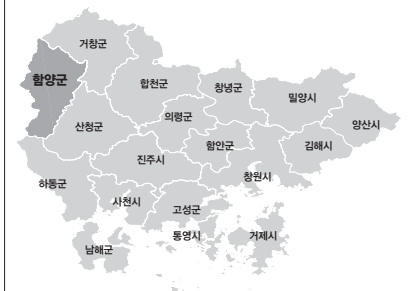 거창군
함양군
합천군
창녕군
밀양시
의령군
양산시
산청군
함안군
김해시
진주시
창원시
하동군
사천시
고성군
통영시
거제시
남해군